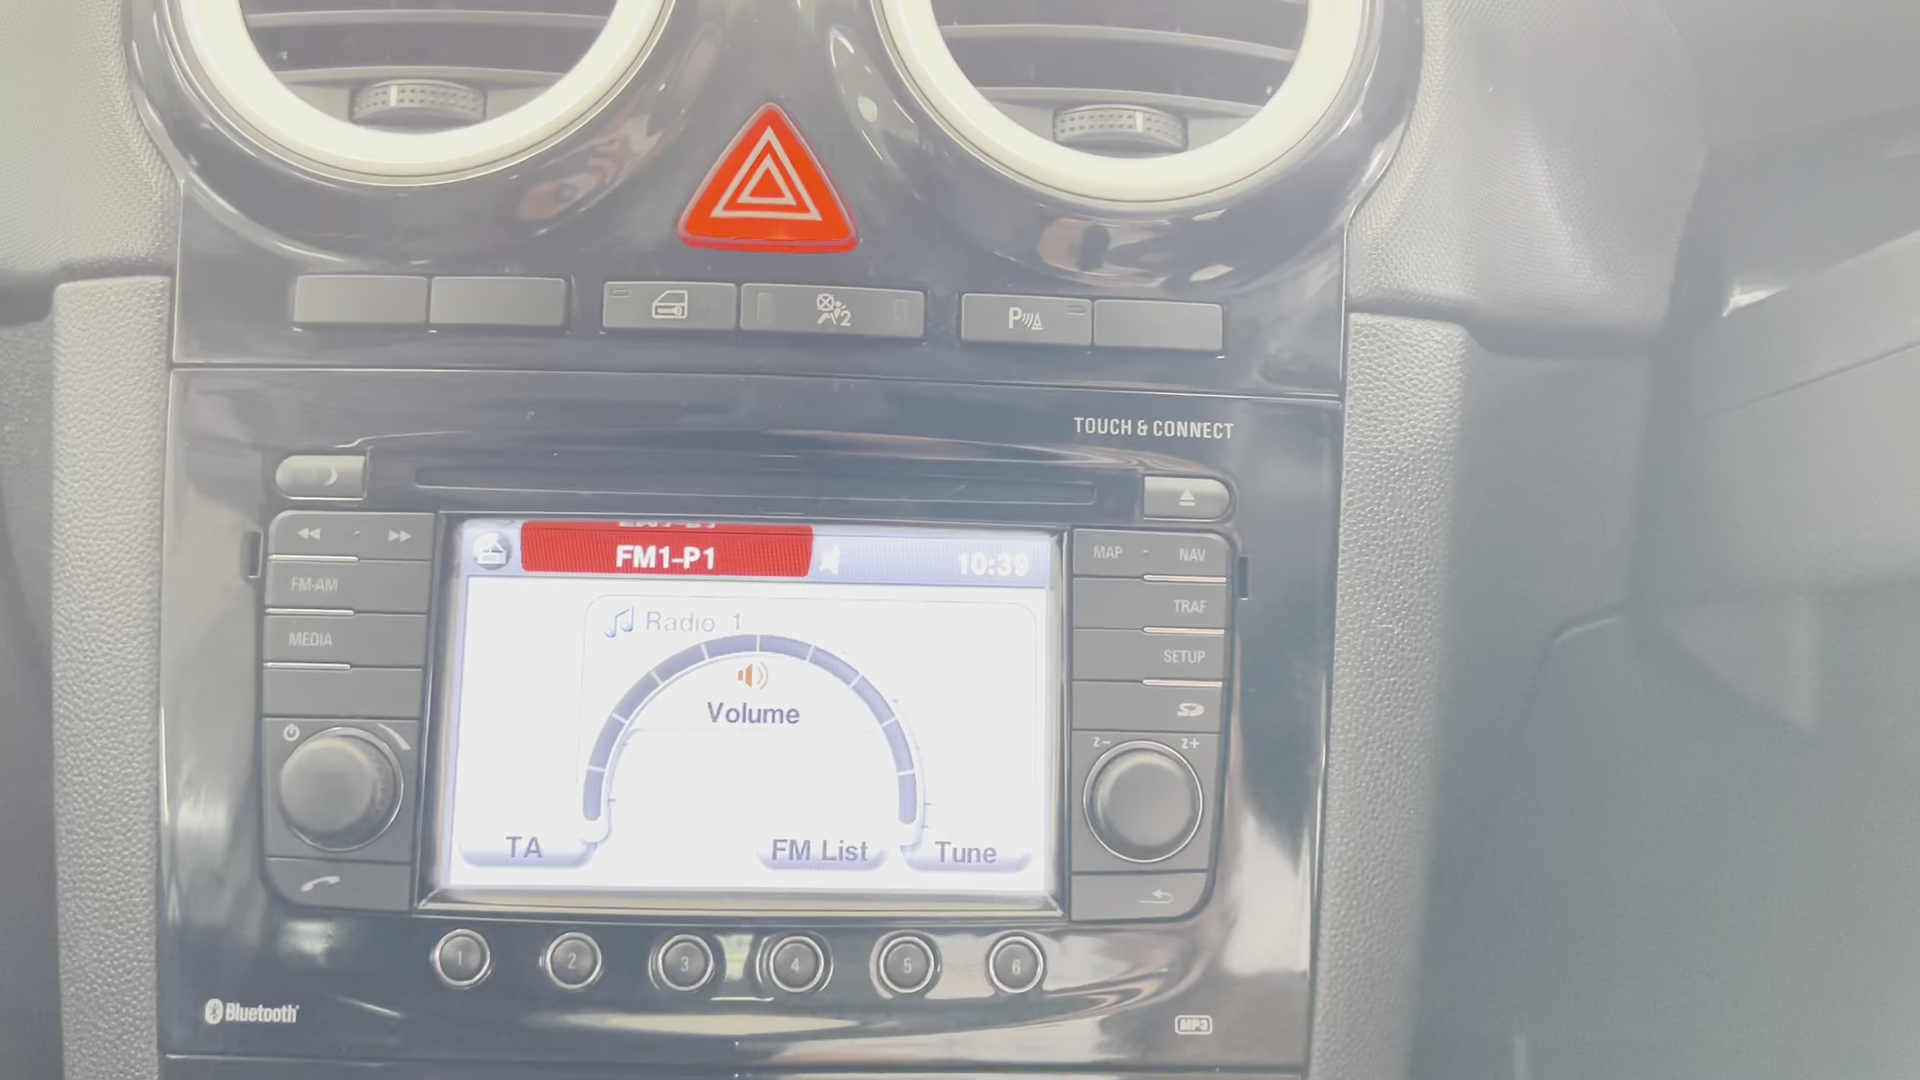 2
P
TOUCH & CONNECT
FM-AM
MEDIA
FM1-P1
10:39
Radio 1
Volume
TA
FM List
Tune
MAP · NAV
TRAF
SETUP
z- z+
1 2 3 4 5 6
Bluetooth
MP3